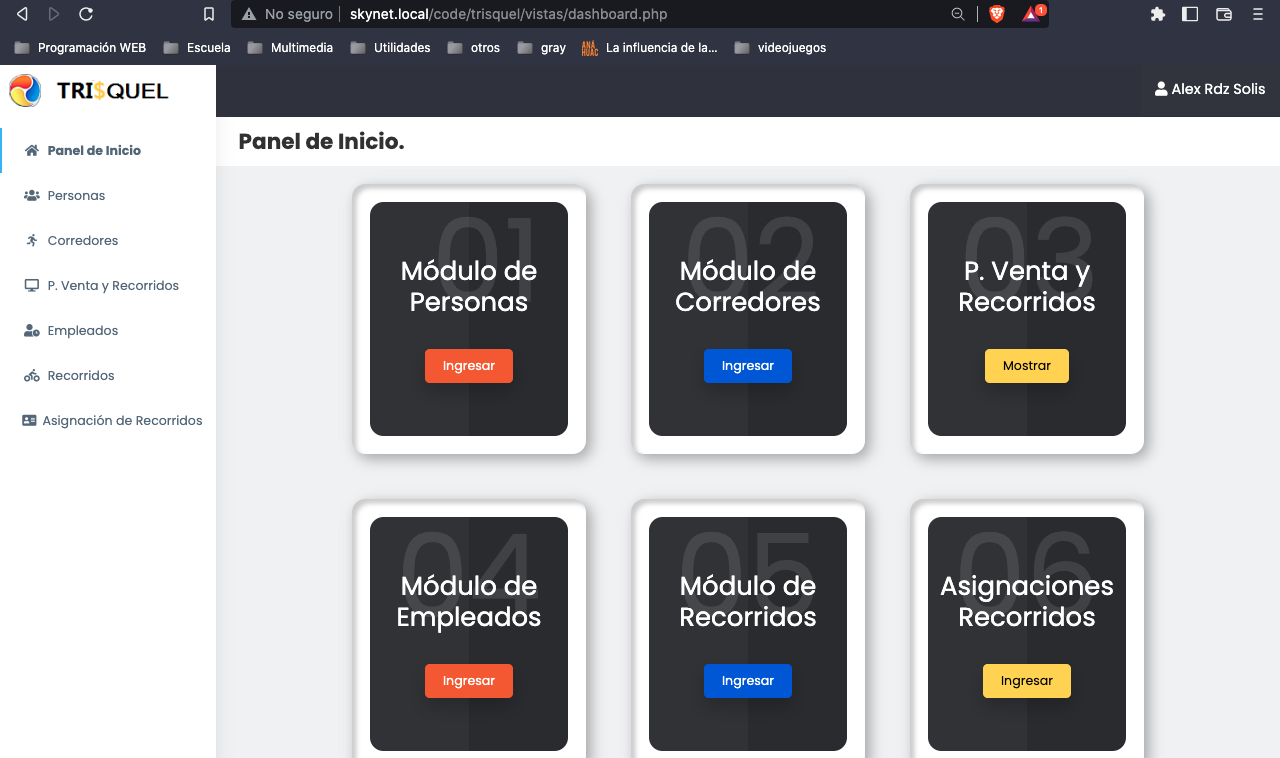 No seguro skynet.local/code/trisquel/vistas/dashboard.php 1
Programación WEB Escuela Multimedia Utilidades otros gray ANÁHUAC La influencia de la... videojuegos
TRI$QUEL
Alex Rdz Solis
Panel de Inicio
Personas
Corredores
P. Venta y Recorridos
Empleados
Recorridos
Asignación de Recorridos
Panel de Inicio.
01
Módulo de
Personas
Ingresar
02
Módulo de
Corredores
Ingresar
03
P. Venta y
Recorridos
Mostrar
04
Módulo de
Empleados
Ingresar
05
Módulo de
Recorridos
Ingresar
06
Asignaciones
Recorridos
Ingresar